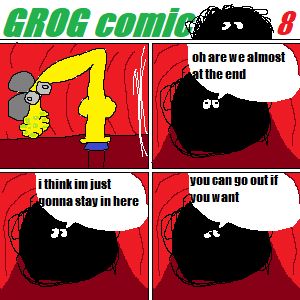 GROG comic 8
oh are we almost
at the end
i think im just
gonna stay in here
you can go out if
you want